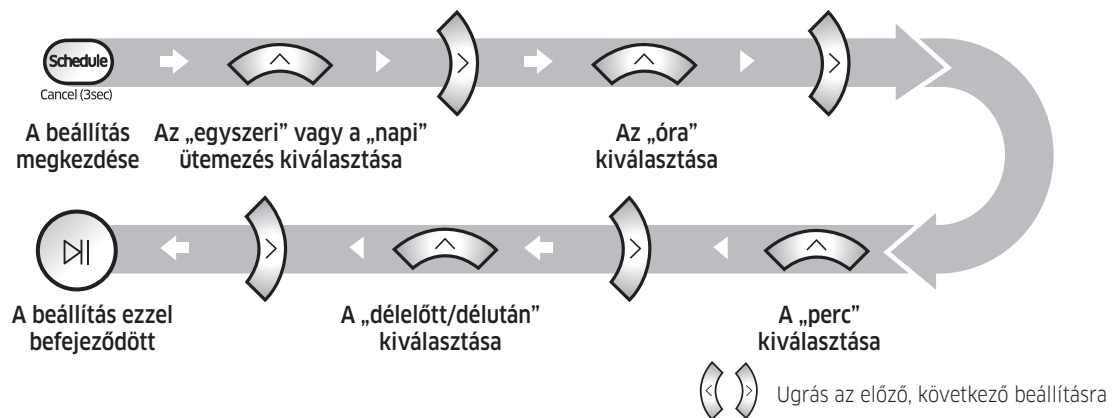 Schedule
Cancel (3sec)
A beállítás
megkezdése
Az „egyszeri” vagy a „napi”
ütemezés kiválasztása
Az „óra”
kiválasztása
A beállítás ezzel
befejeződött
A „délelőtt/délután”
kiválasztása
A „perc”
kiválasztása
Ugrás az előző, következő beállításra